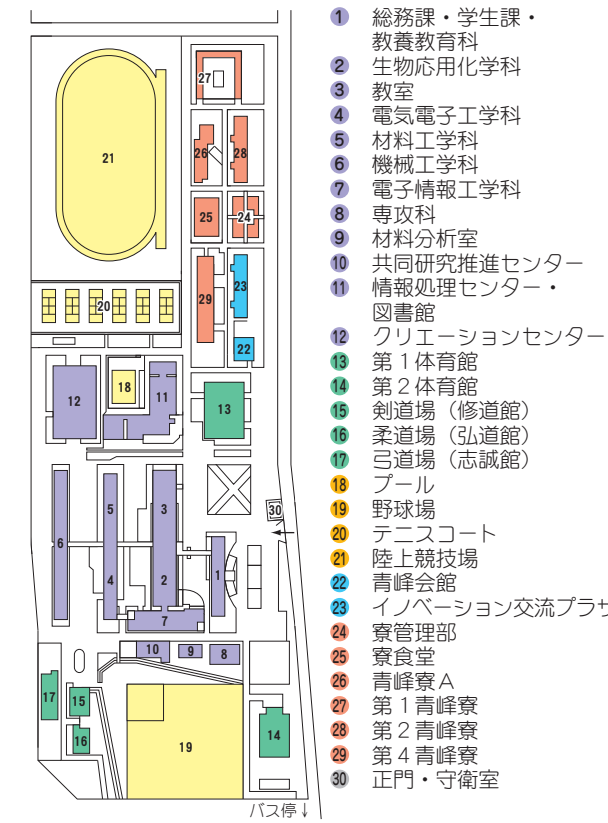 1 総務課・学生課・
教養教育科
2 生物応用化学科
3 教室
4 電気電子工学科
5 材料工学科
6 機械工学科
7 電子情報工学科
8 専攻科
9 材料分析室
10 共同研究推進センター
11 情報処理センター・
図書館
12 クリエーションセンター
13 第1体育館
14 第2体育館
15 剣道場（修道館）
16 柔道場（弘道館）
17 弓道場（志誠館）
18 プール
19 野球場
20 テニスコート
21 陸上競技場
22 青峰会館
23 イノベーション交流プラザ
24 寮管理部
25 寮食堂
26 青峰寮A
27 第1青峰寮
28 第2青峰寮
29 第4青峰寮
30 正門・守衛室
27
21
26
28
25
24
29
23
20
22
18
12
11
13
30
5
3
6
1
4
2
7
10
9
8
17
15
16
19
14
バス停↓